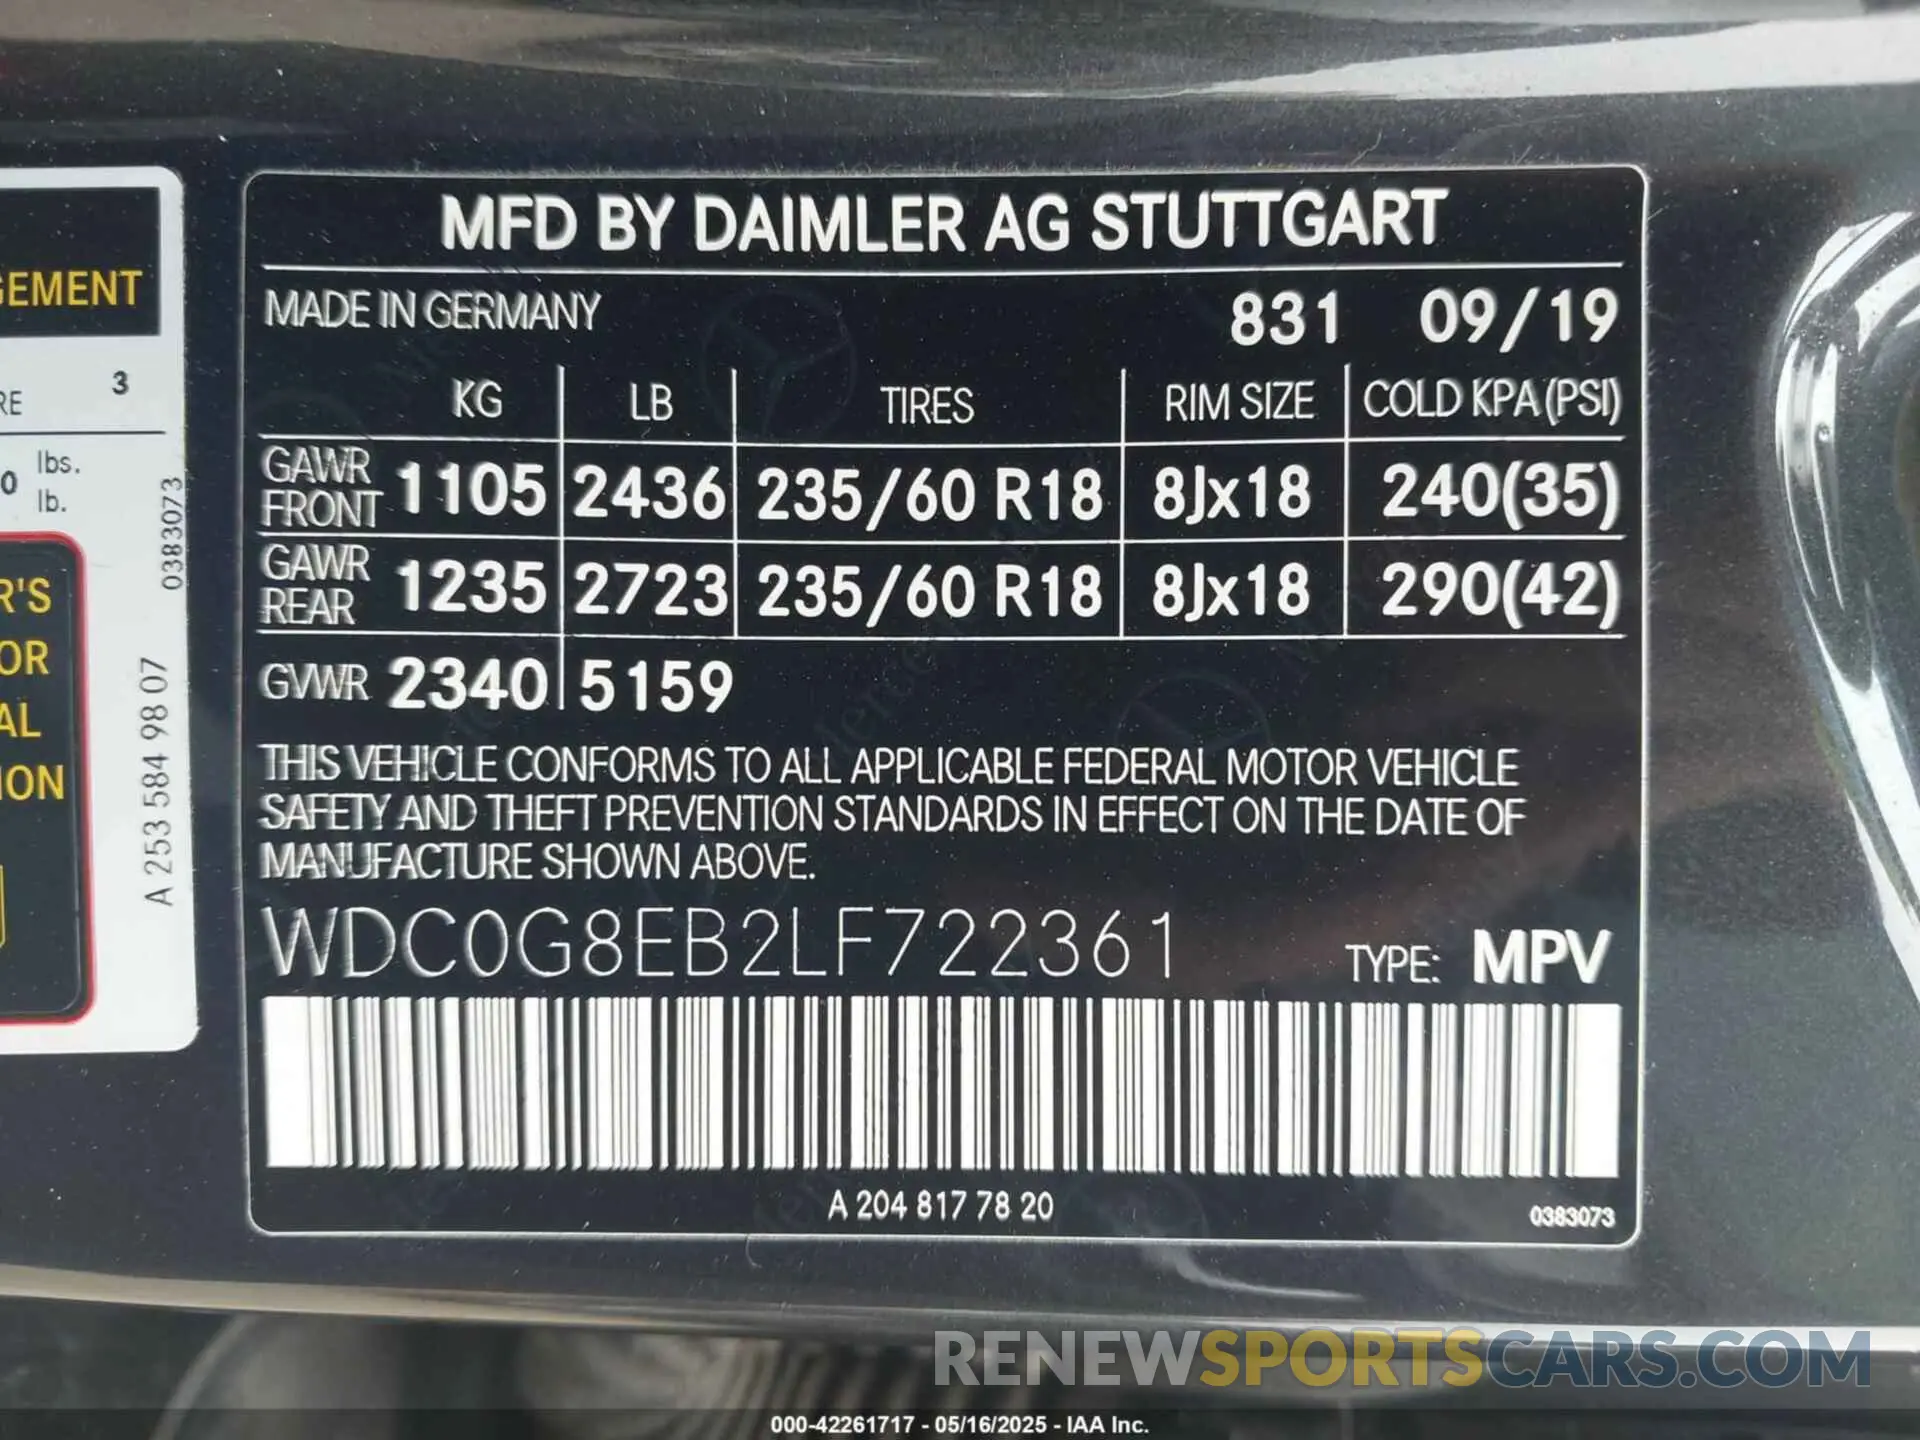 MFD BY DAIMLER AG STUTTGART
MADE IN GERMANY 831 09/19
KG LB TIRES RIM SIZE COLD KPA (PSI)
GAWR FRONT 1105 2436 235/60 R18 8Jx18 240(35)
GAWR REAR 1235 2723 235/60 R18 8Jx18 290(42)
GVWR 2340 5159
THIS VEHICLE CONFORMS TO ALL APPLICABLE FEDERAL MOTOR VEHICLE
SAFETY AND THEFT PREVENTION STANDARDS IN EFFECT ON THE DATE OF
MANUFACTURE SHOWN ABOVE.
WDC0G8EB2LF722361 TYPE: MPV
A 204 817 78 20 0383073
GEMENT
RE 3
0 lbs.
lb.
0383073
R'S
OR
AL
ION
A 253 584 98 07
RENEWSPORTSCARS.COM
000-42261717 - 05/16/2025 - IAA Inc.